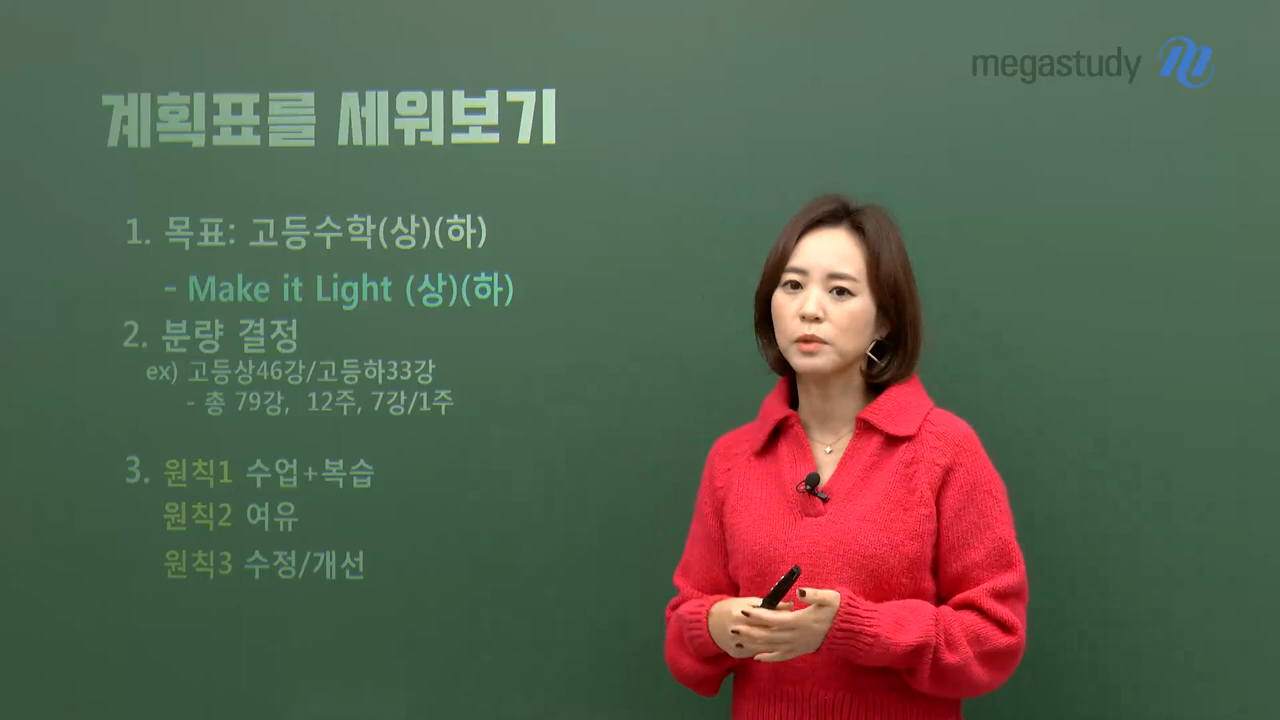 megastudy
계획표를 세워보기
1. 목표: 고등수학(상)(하)
- Make it Light (상)(하)
2. 분량 결정
ex) 고등상46강/고등하33강
- 총 79강, 12주, 7강/1주
3. 원칙1 수업+복습
원칙2 여유
원칙3 수정/개선